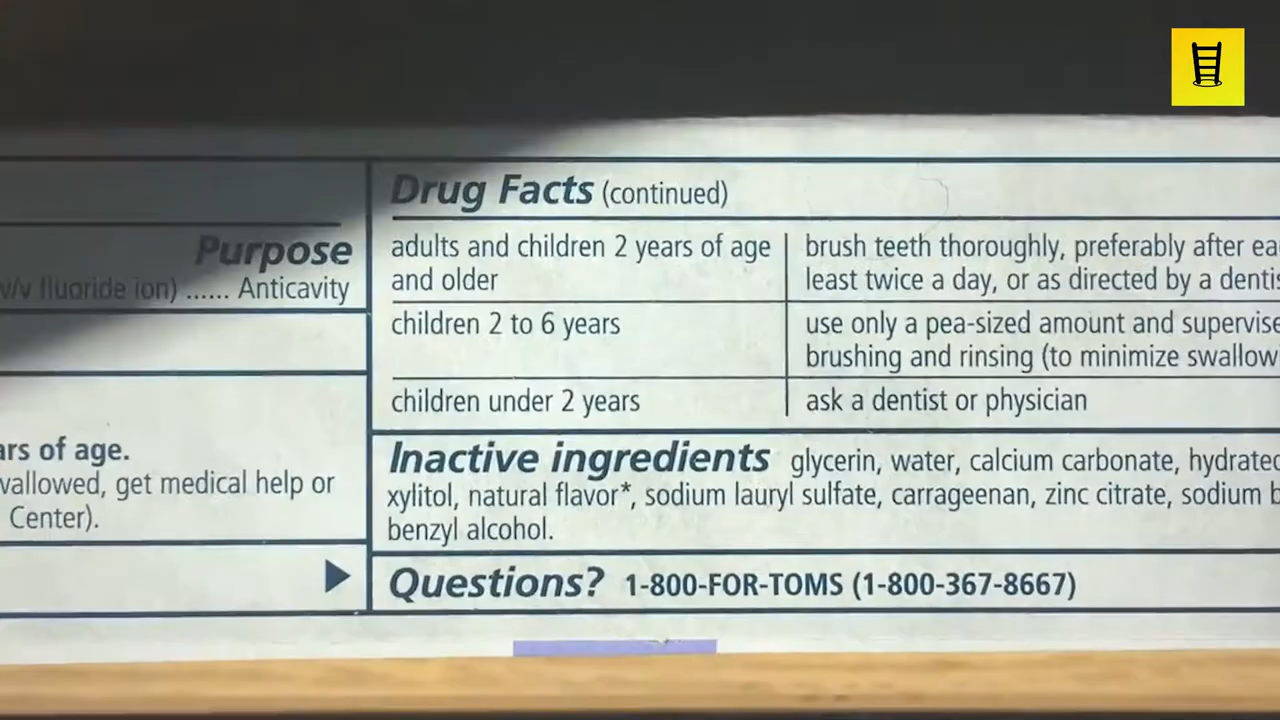 Purpose
v/v fluoride ion) ...... Anticavity
ars of age.
wallowed, get medical help or
Center).
Drug Facts (continued)
adults and children 2 years of age
and older
brush teeth thoroughly, preferably after ea
least twice a day, or as directed by a dentis
children 2 to 6 years
use only a pea-sized amount and supervise
brushing and rinsing (to minimize swallowi
children under 2 years
ask a dentist or physician
Inactive ingredients glycerin, water, calcium carbonate, hydrated
xylitol, natural flavor*, sodium lauryl sulfate, carrageenan, zinc citrate, sodium b
benzyl alcohol.
Questions? 1-800-FOR-TOMS (1-800-367-8667)